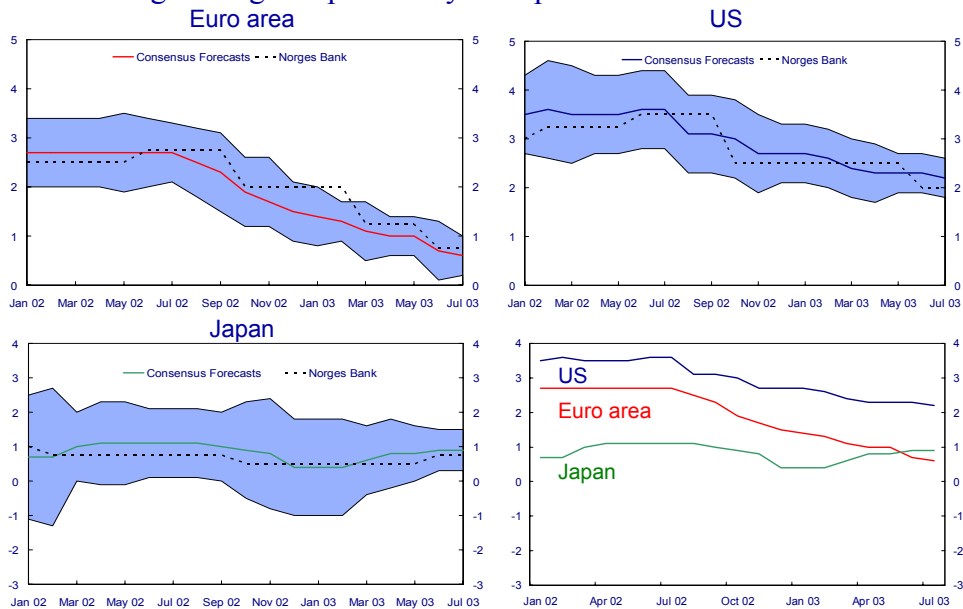 Euro area
US
5 5
4 4
3 3
2 2
1 1
0 0
Consensus Forecasts Norges Bank
Jan 02 Mar 02 May 02 Jul 02 Sep 02 Nov 02 Jan 03 Mar 03 May 03 Jul 03
5 5
4 4
3 3
2 2
1 1
0 0
Consensus Forecasts Norges Bank
Jan 02 Mar 02 May 02 Jul 02 Sep 02 Nov 02 Jan 03 Mar 03 May 03 Jul 03
Japan
4 4
3 3
2 2
1 1
0 0
-1 -1
-2 -2
-3 -3
Consensus Forecasts Norges Bank
Jan 02 Mar 02 May 02 Jul 02 Sep 02 Nov 02 Jan 03 Mar 03 May 03 Jul 03
4 4
3 3
2 2
1 1
0 0
-1 -1
-2 -2
-3 -3
US
Euro area
Japan
Jan 02 Apr 02 Jul 02 Oct 02 Jan 03 Apr 03 Jul 03